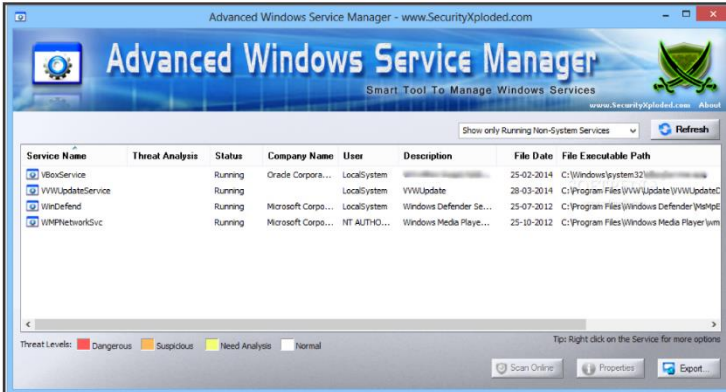 Advanced Windows Service Manager - www.SecurityXploded.com
Advanced Windows Service Manager
Smart Tool To Manage Windows Services
www.SecurityXploded.com About
Show only Running Non-System Services Refresh
Service Name Threat Analysis Status Company Name User Description File Date File Executable Path
VBoxService Running Oracle Corpora... LocalSystem 25-02-2014 C:\Windows\system32\
VVWUpdateService Running LocalSystem VVWUpdate 28-03-2014 C:\Program Files\VVW\Update\VVWUpdateC
WinDefend Running Microsoft Corpo... LocalSystem Windows Defender Se... 25-07-2012 C:\Program Files\Windows Defender\MsMpE
WMPNetworkSvc Running Microsoft Corpo... NT AUTHO... Windows Media Playe... 25-10-2012 C:\Program Files\Windows Media Player\wm
Threat Levels: Dangerous Suspicious Need Analysis Normal Tip: Right click on the Service for more options
Scan Online Properties Export...